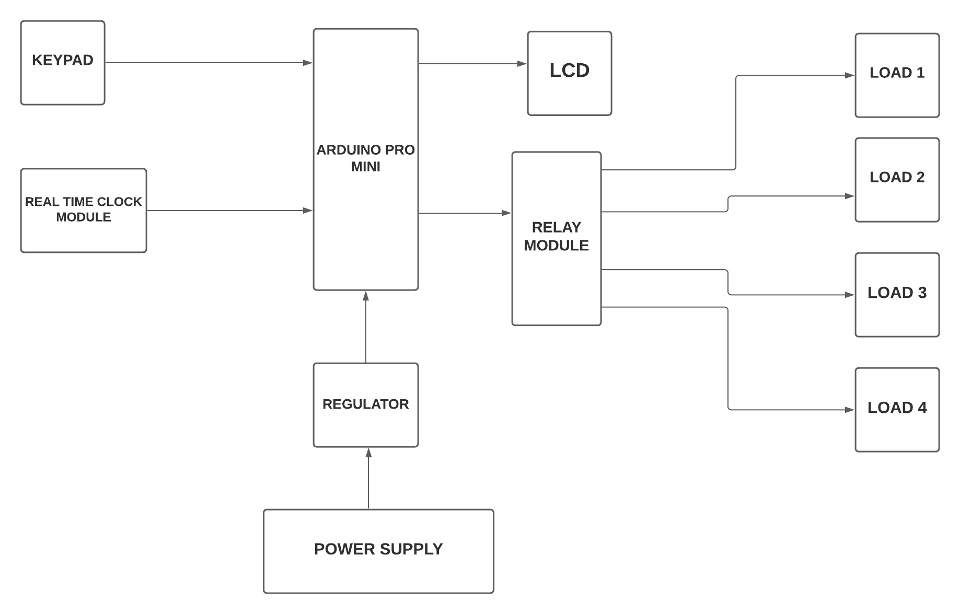 KEYPAD
LCD
LOAD 1
ARDUINO PRO
MINI
LOAD 2
REAL TIME CLOCK
MODULE
RELAY
MODULE
LOAD 3
REGULATOR
LOAD 4
POWER SUPPLY